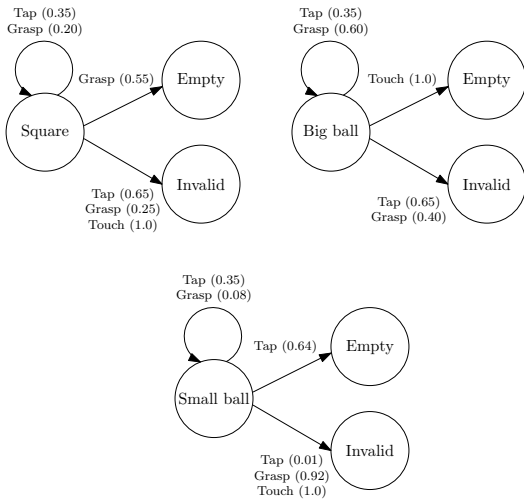 Tap (0.35)
Grasp (0.20)
Grasp (0.55)
Empty
Square
Invalid
Tap (0.65)
Grasp (0.25)
Touch (1.0)
Tap (0.35)
Grasp (0.60)
Touch (1.0)
Empty
Big ball
Invalid
Tap (0.65)
Grasp (0.40)
Tap (0.35)
Grasp (0.08)
Tap (0.64)
Empty
Small ball
Invalid
Tap (0.01)
Grasp (0.92)
Touch (1.0)